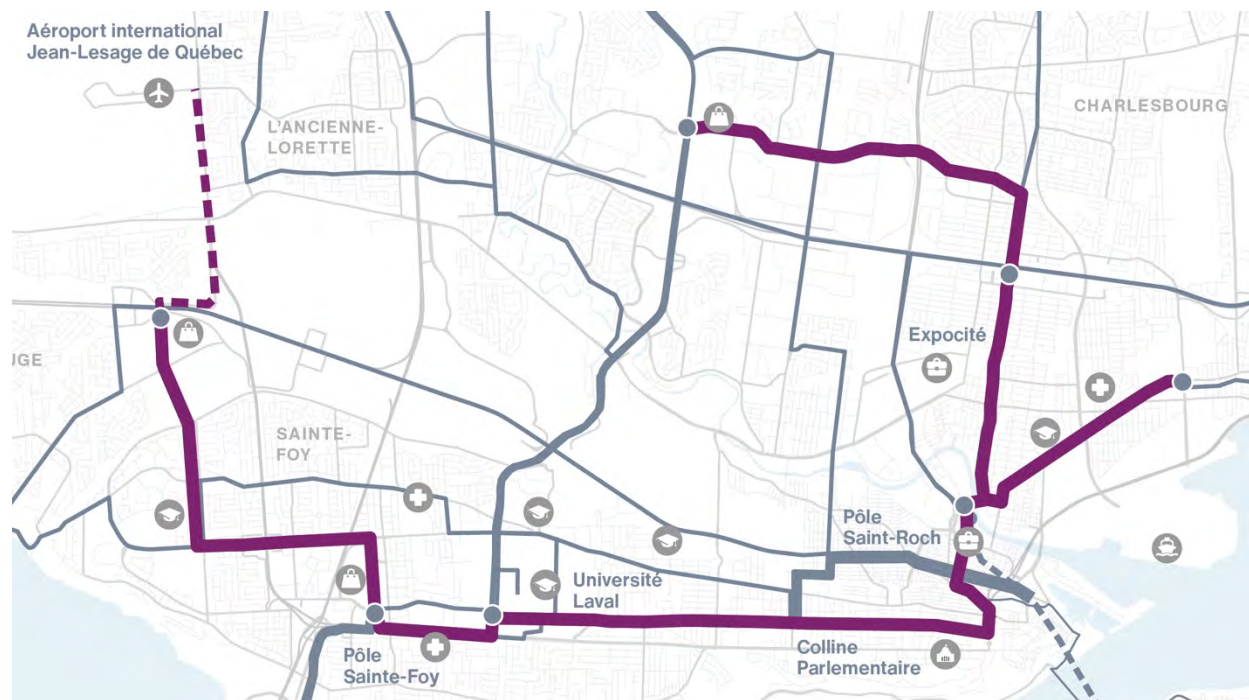 Aéroport international
Jean-Lesage de Québec
L'ANCIENNE-
LORETTE
CHARLESBOURG
Expocité
UGE
SAINTE-
FOY
Pôle
Saint-Roch
Université
Laval
Pôle
Sainte-Foy
Colline
Parlementaire